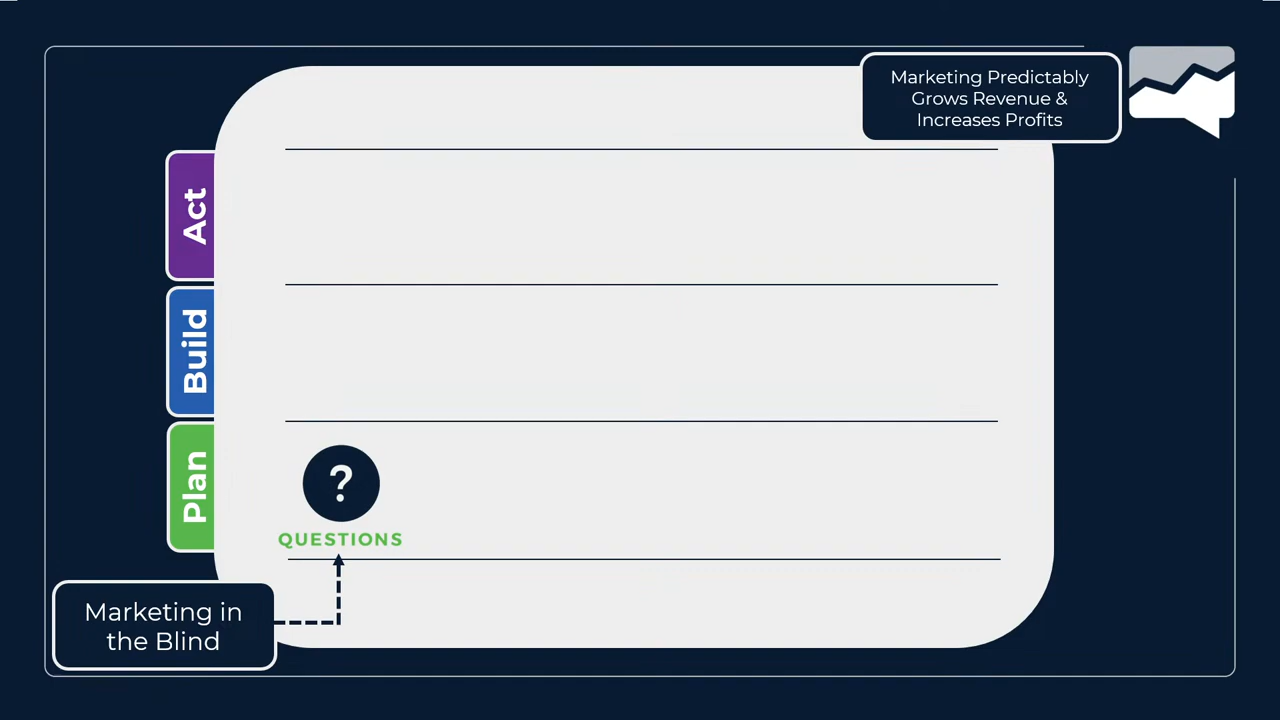 Marketing Predictably
Grows Revenue &
Increases Profits
Act
Build
Plan
?
QUESTIONS
Marketing in
the Blind